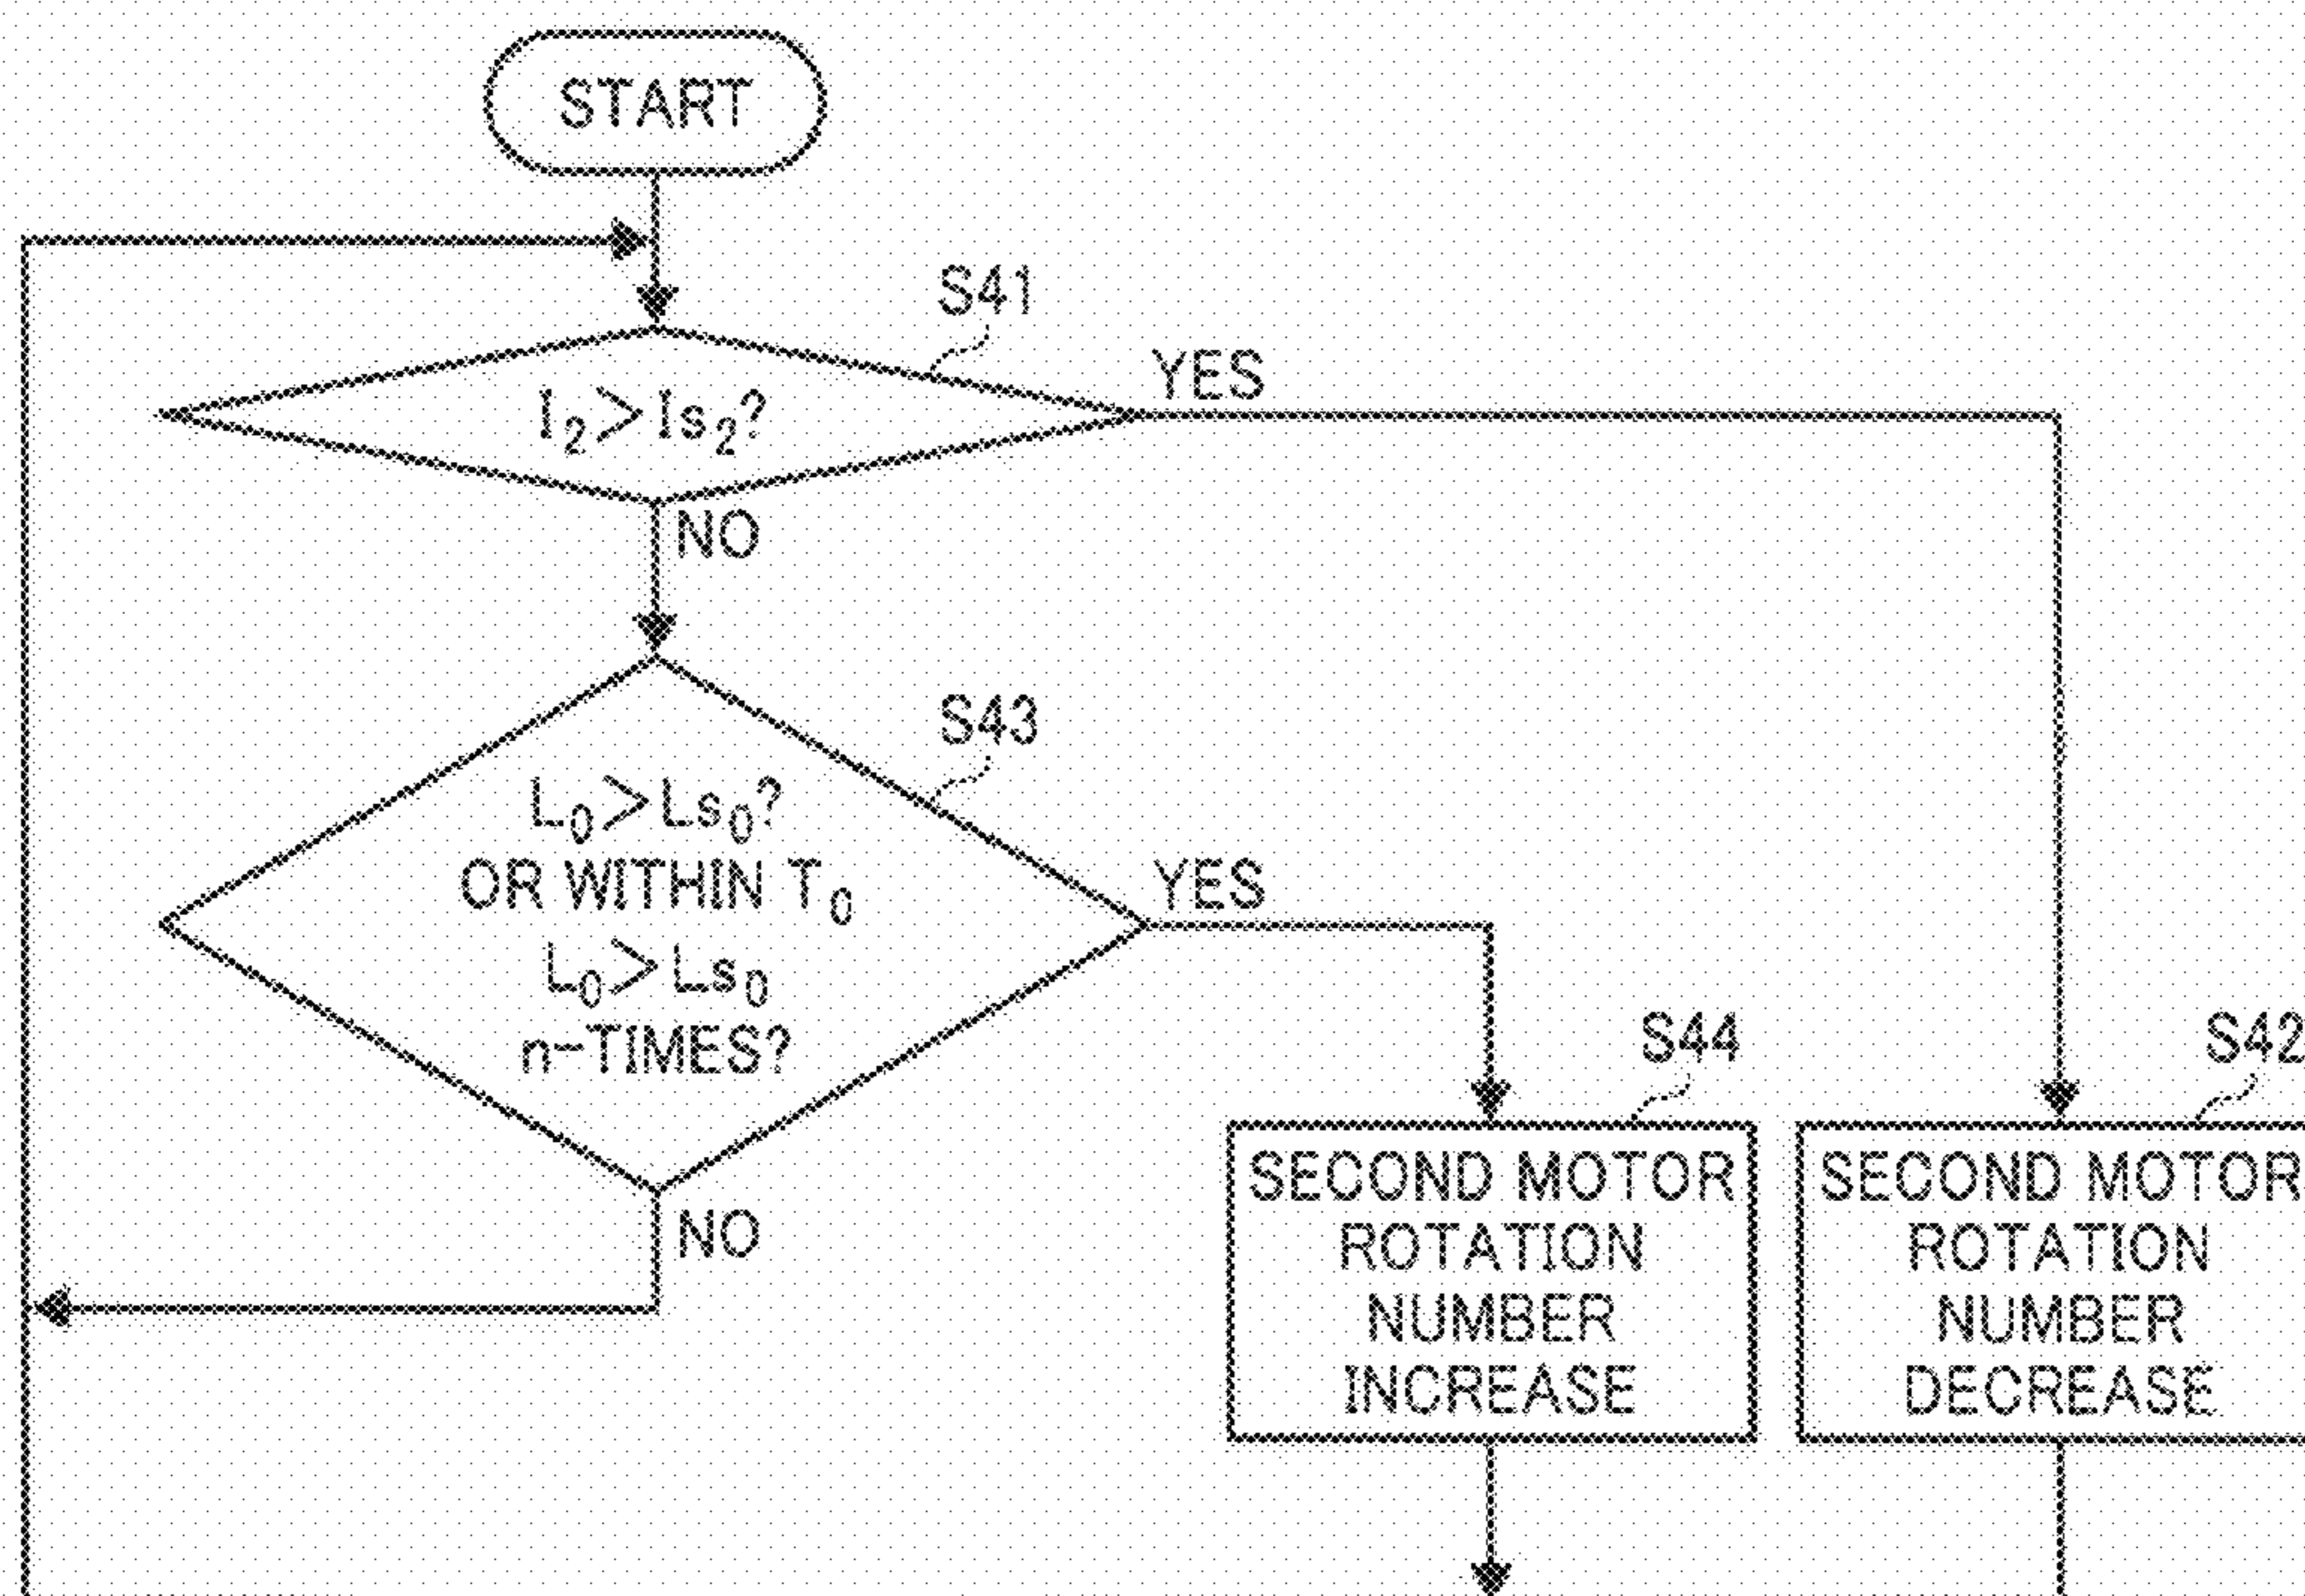 START
S41
I₂>Is₂?
YES
NO
S43
L₀>Ls₀?
OR WITHIN T₀
L₀>Ls₀
n-TIMES?
YES
NO
S44
SECOND MOTOR
ROTATION
NUMBER
INCREASE
S42
SECOND MOTOR
ROTATION
NUMBER
DECREASE